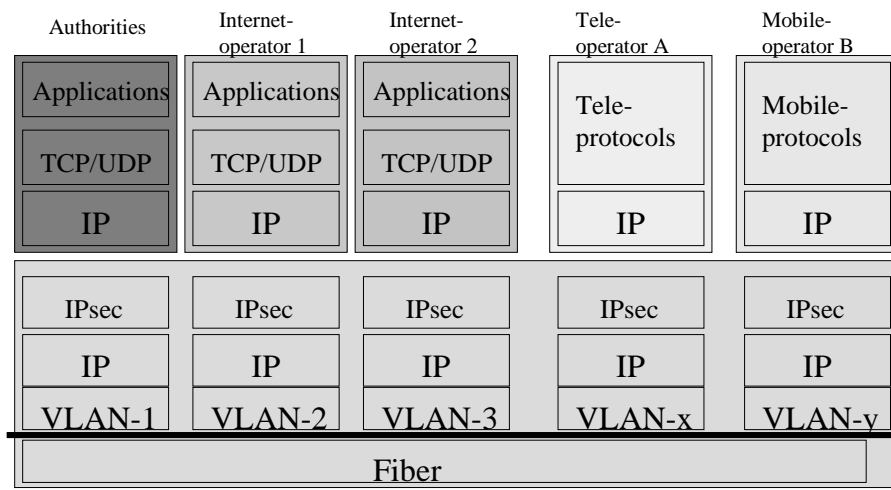 Authorities
Internet-
operator 1
Internet-
operator 2
Tele-
operator A
Mobile-
operator B
Applications
Applications
Applications
Tele-
protocols
Mobile-
protocols
TCP/UDP
TCP/UDP
TCP/UDP
IP
IP
IP
IP
IP
IPsec
IPsec
IPsec
IPsec
IPsec
IP
IP
IP
IP
IP
VLAN-1
VLAN-2
VLAN-3
VLAN-x
VLAN-y
Fiber